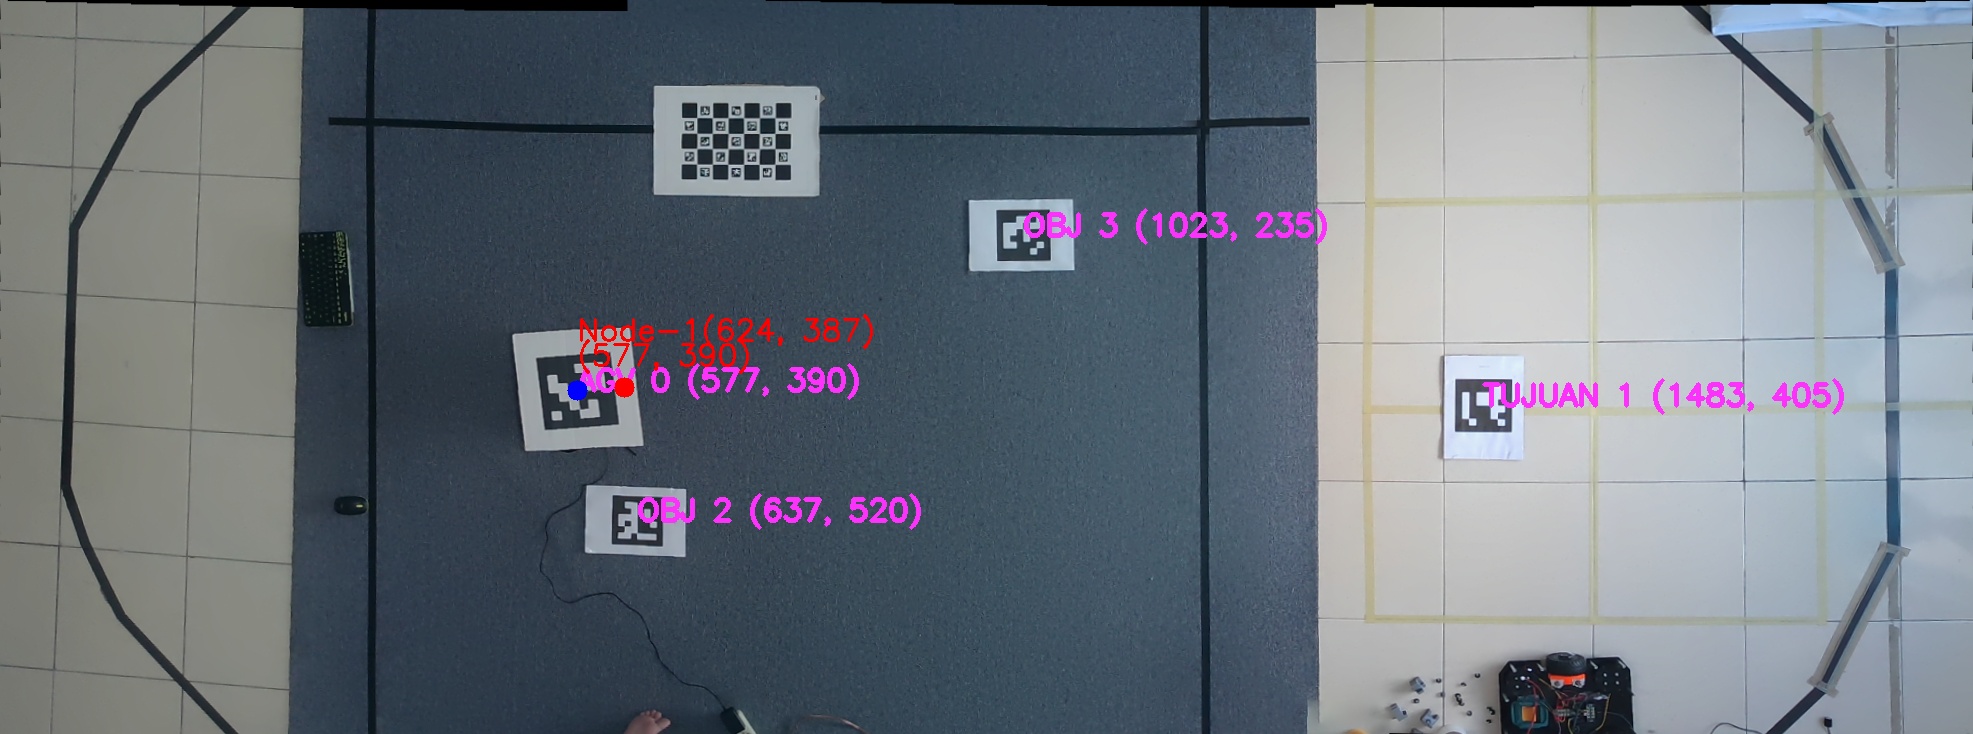 OBJ 3 (1023, 235)
Node-1(624, 387)
(577, 390)
AGV 0 (577, 390)
TUJUAN 1 (1483, 405)
OBJ 2 (637, 520)